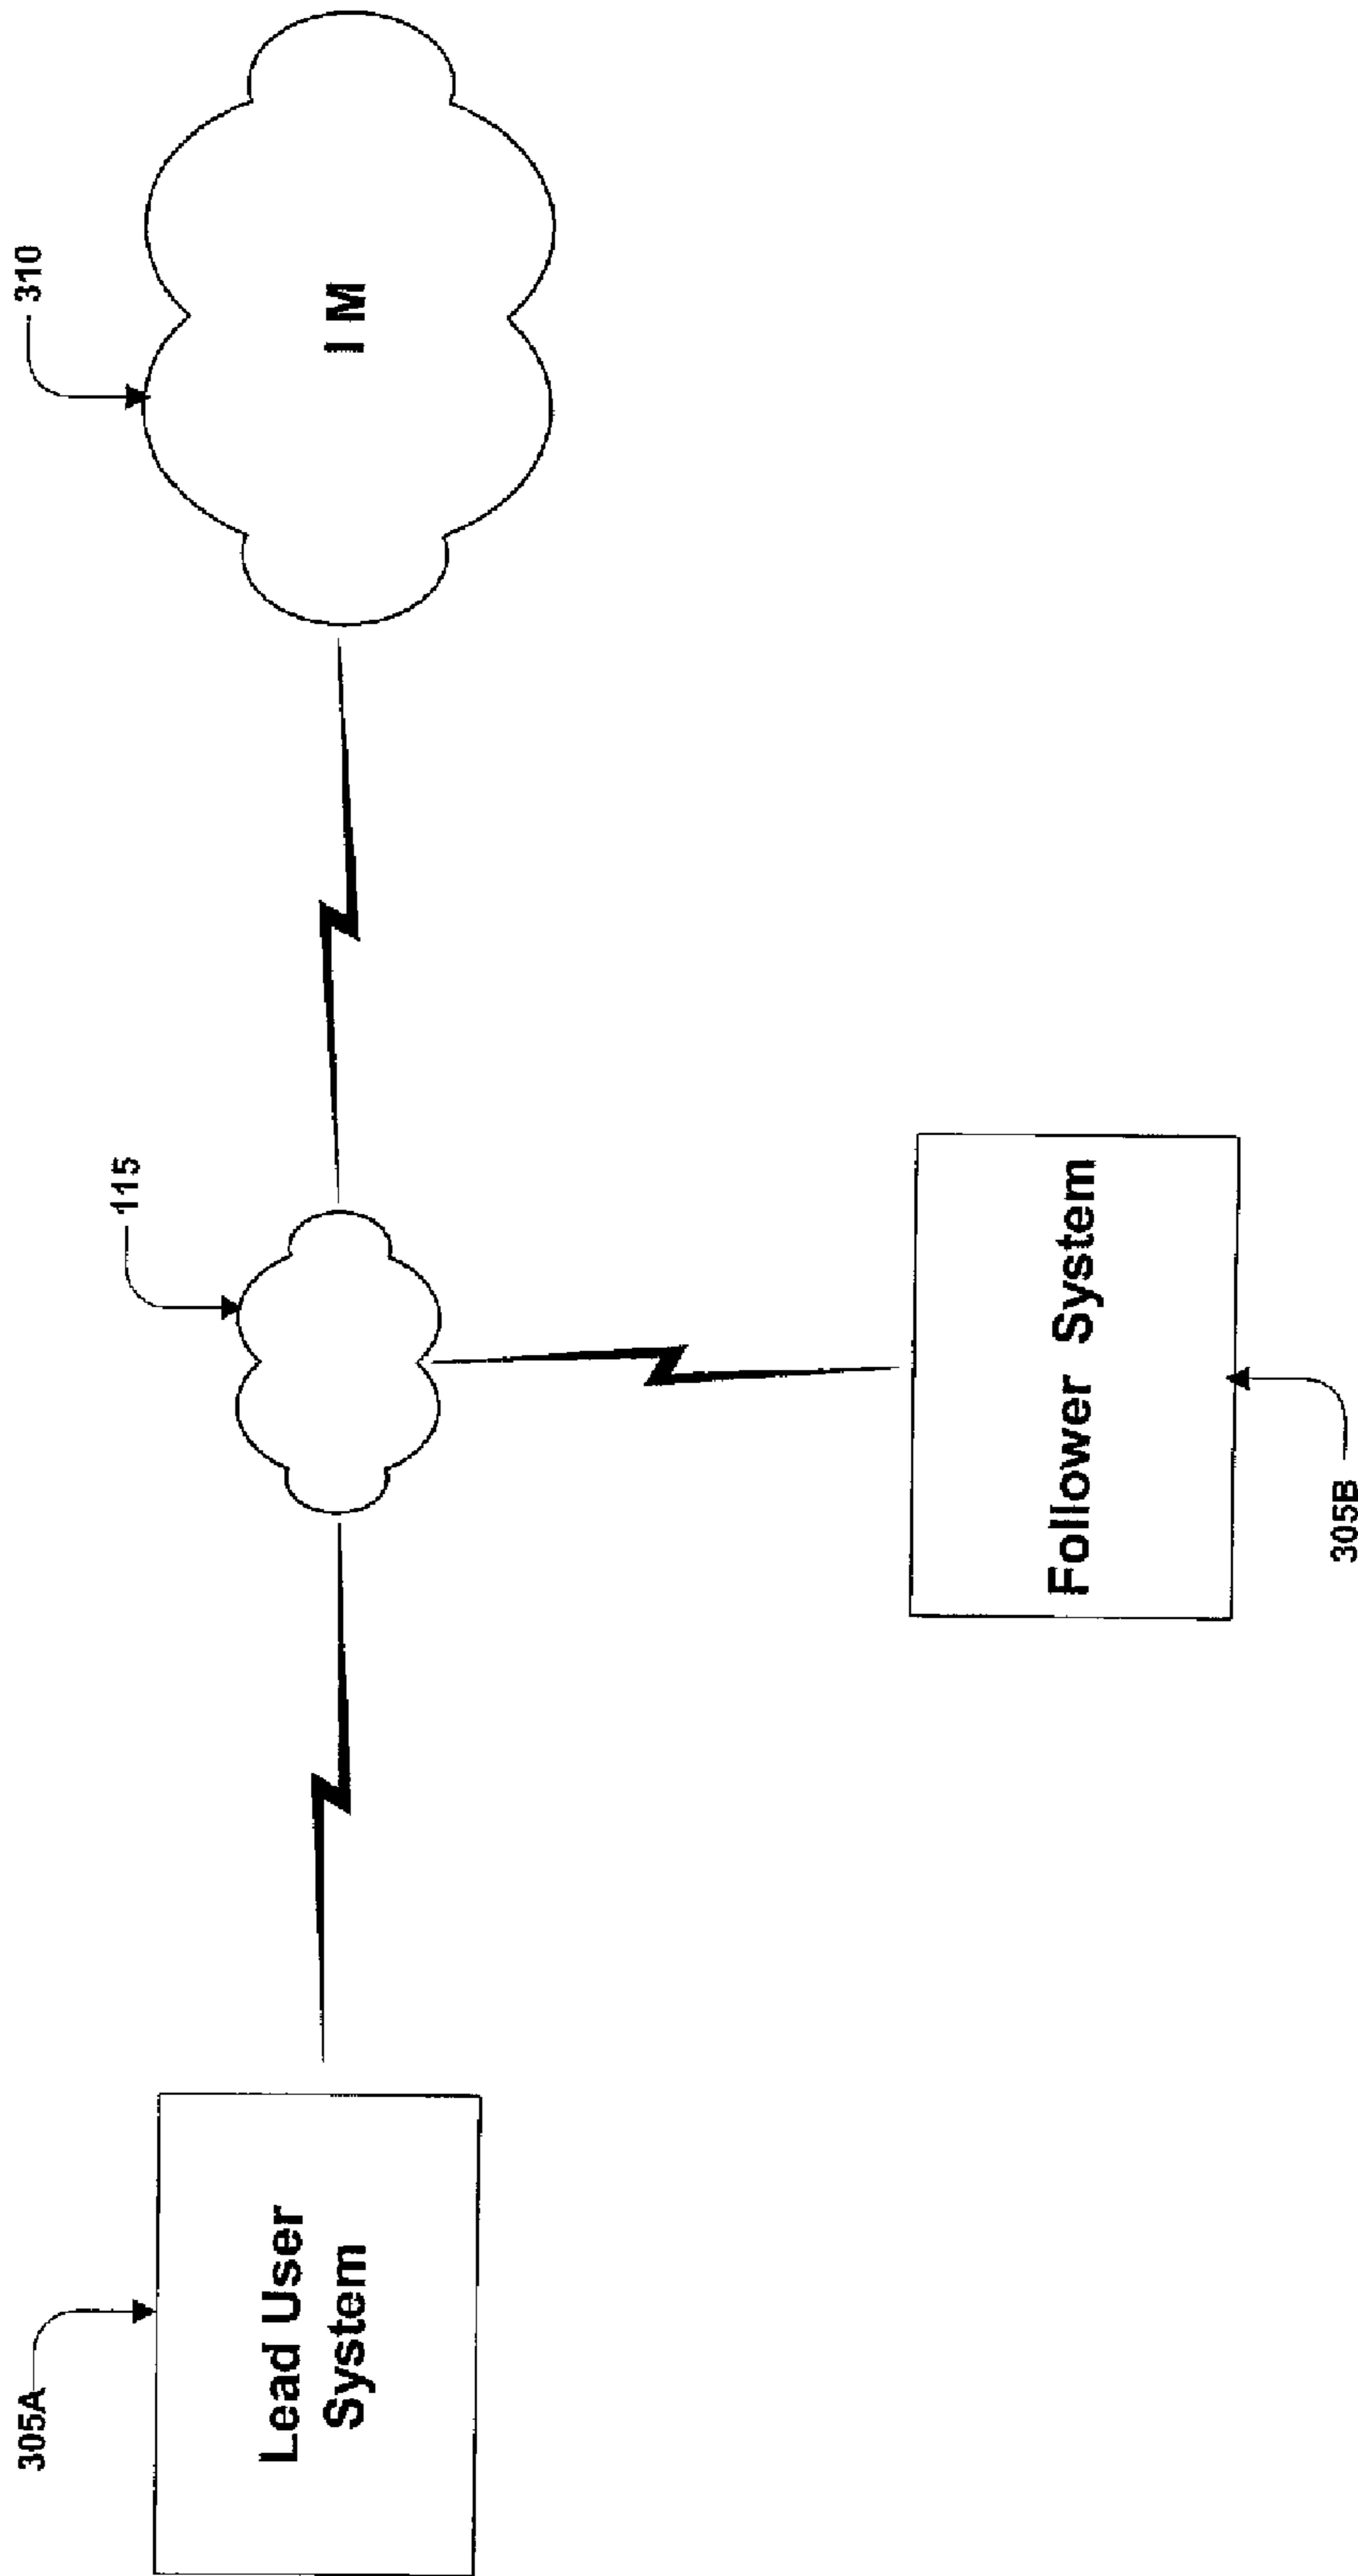 310
I M
115
305A
Lead User
System
Follower System
305B